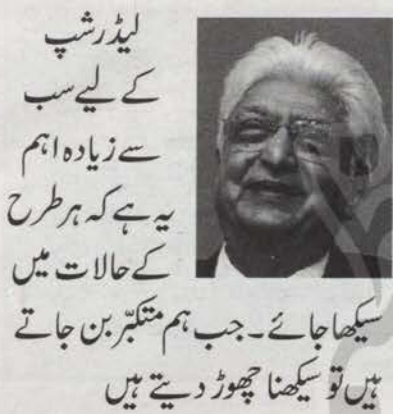 لیڈرشپ
کے لیے سب
سے زیادہ اہم
یہ ہے کہ ہر طرح
کے حالات میں
سیکھا جائے۔ جب ہم متکبّر بن جاتے
ہیں تو سیکھنا چھوڑ دیتے ہیں